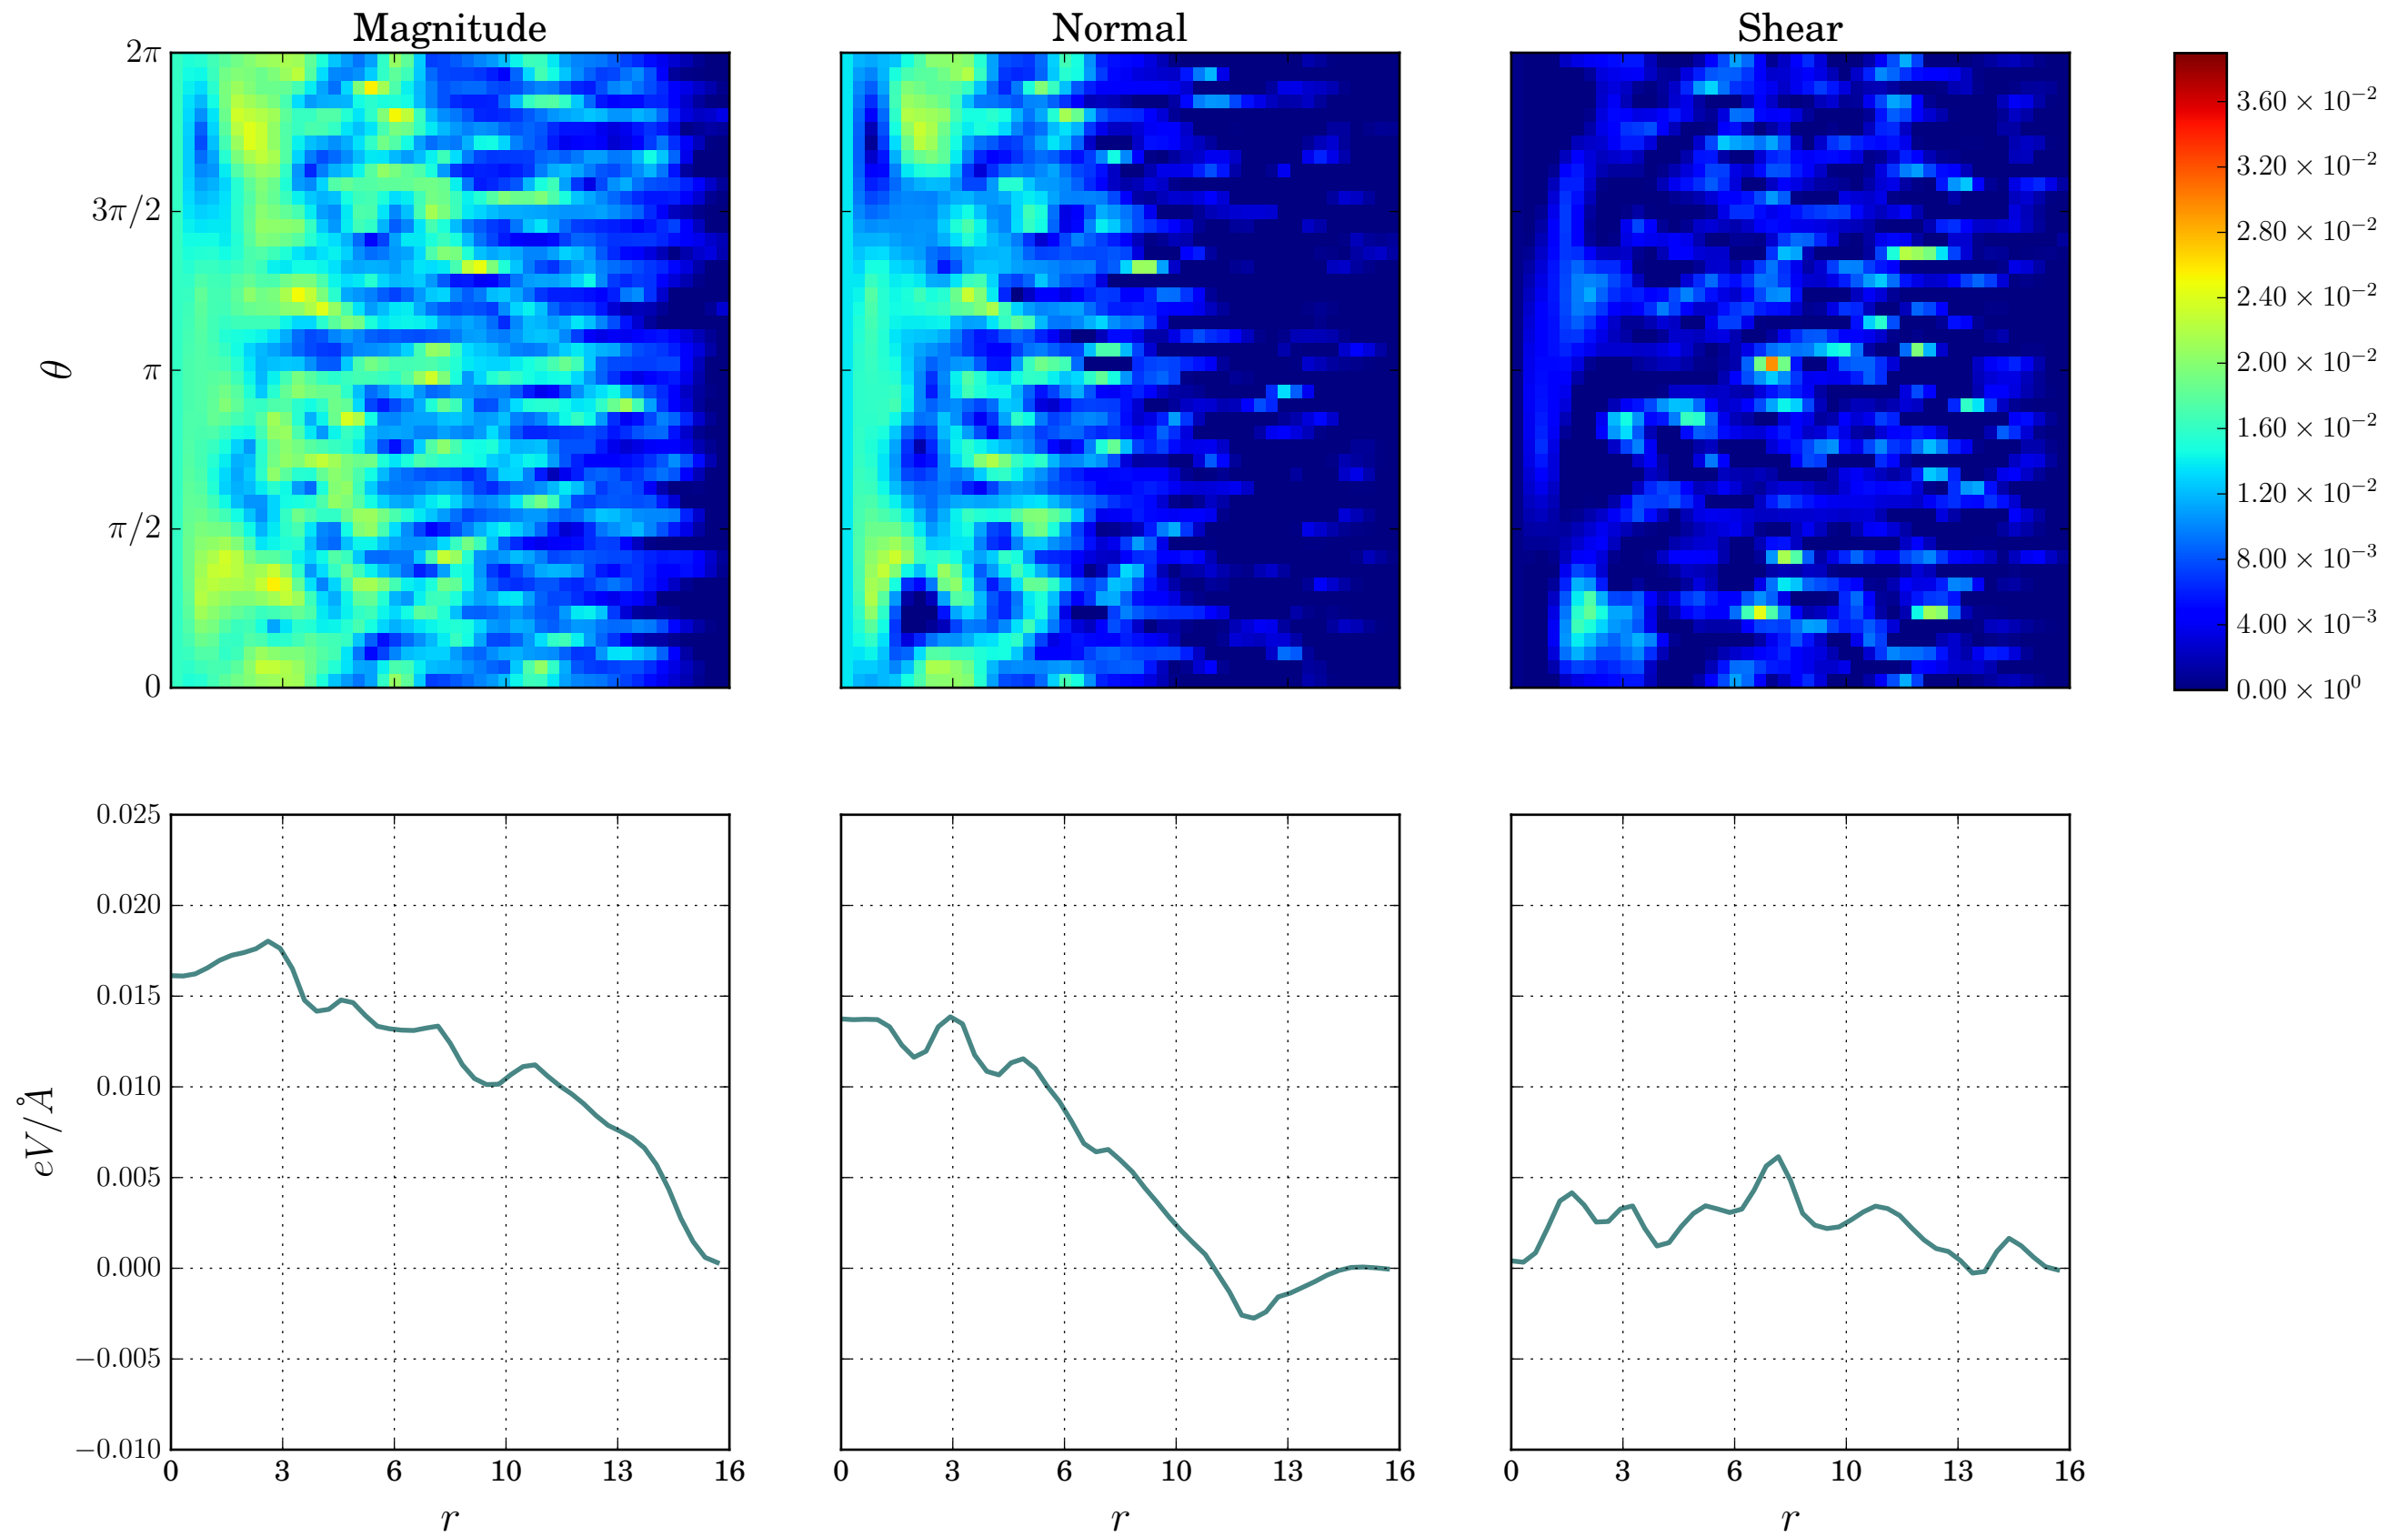 Magnitude Normal Shear
2π
3π/2
π
π/2
0
θ
3.60 × 10⁻²
3.20 × 10⁻²
2.80 × 10⁻²
2.40 × 10⁻²
2.00 × 10⁻²
1.60 × 10⁻²
1.20 × 10⁻²
8.00 × 10⁻³
4.00 × 10⁻³
0.00 × 10⁰
0.025
0.020
0.015
0.010
0.005
0.000
−0.005
−0.010
eV/Å
0 3 6 10 13 16
r
0 3 6 10 13 16
r
0 3 6 10 13 16
r